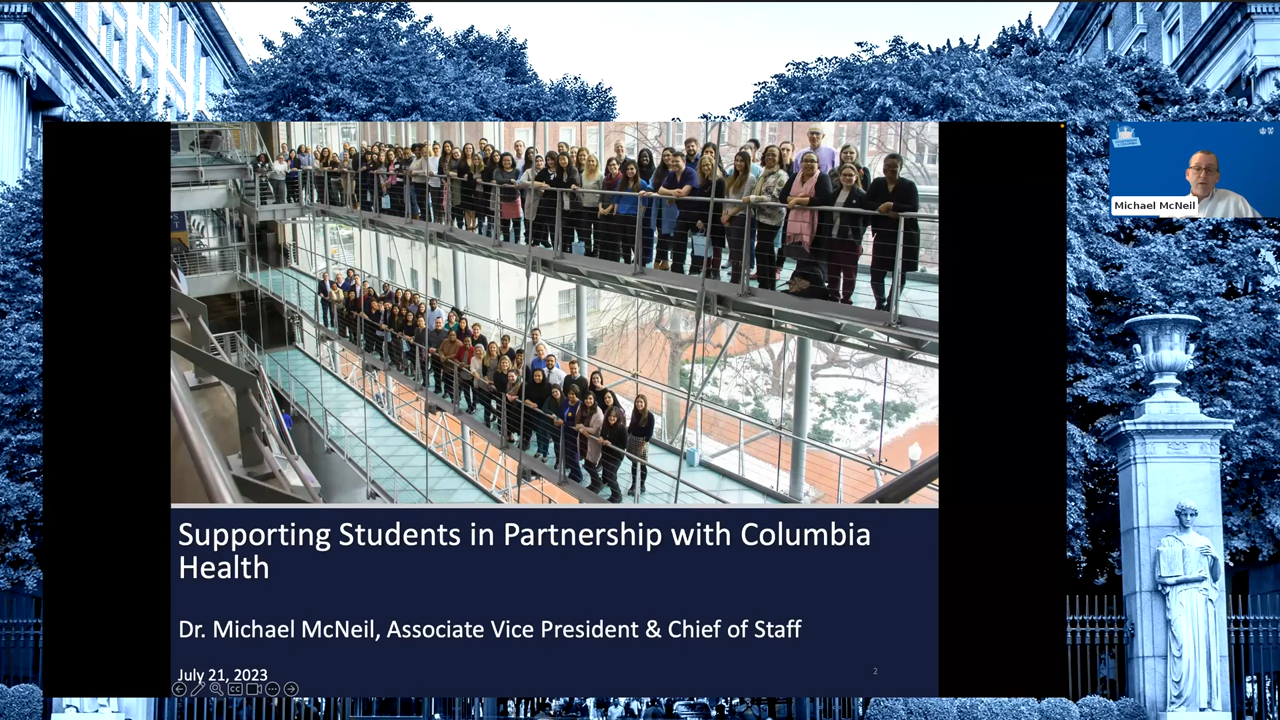 Supporting Students in Partnership with Columbia
Health
Dr. Michael McNeil, Associate Vice President & Chief of Staff
July 21, 2023
2
CC
Michael McNeil